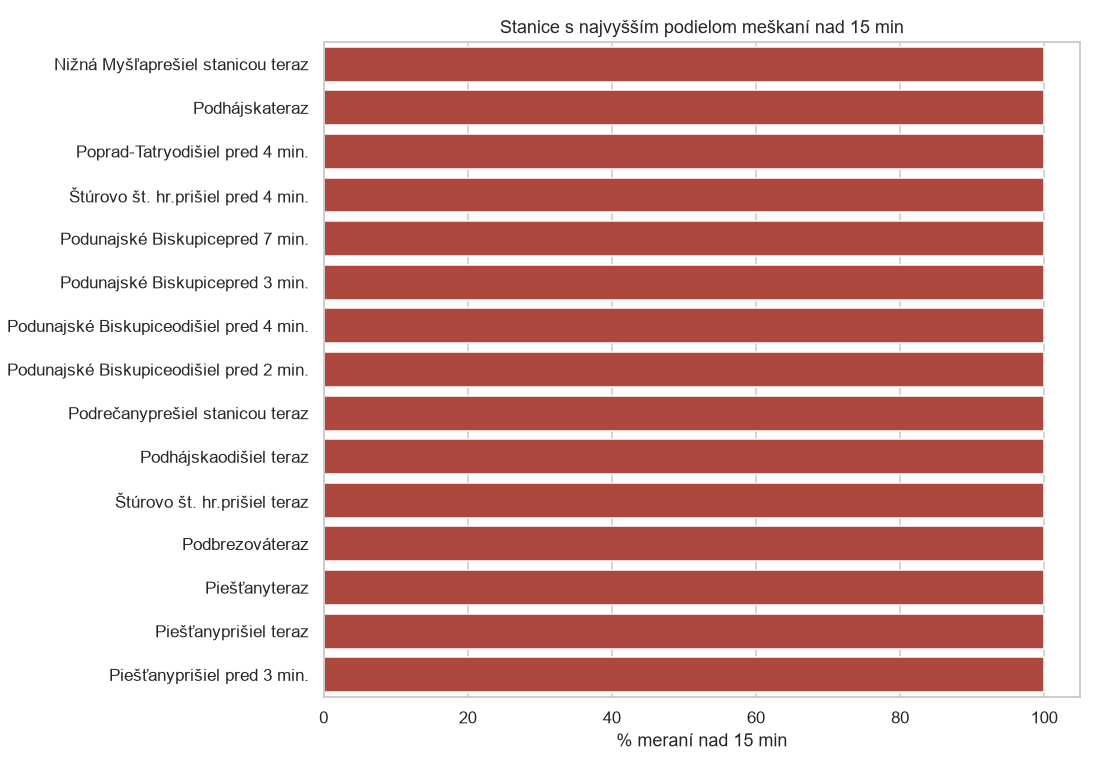 Stanice s najvyšším podielom meškaní nad 15 min
Nižná Myšľaprešiel stanicou teraz
Podhájskateraz
Poprad-Tatryodišiel pred 4 min.
Štúrovo št. hr.prišiel pred 4 min.
Podunajské Biskupicepred 7 min.
Podunajské Biskupicepred 3 min.
Podunajské Biskupiceodišiel pred 4 min.
Podunajské Biskupiceodišiel pred 2 min.
Podrečanyprešiel stanicou teraz
Podhájskaodišiel teraz
Štúrovo št. hr.prišiel teraz
Podbrezováteraz
Piešťanyteraz
Piešťanyprišiel teraz
Piešťanyprišiel pred 3 min.
0 20 40 60 80 100
% meraní nad 15 min